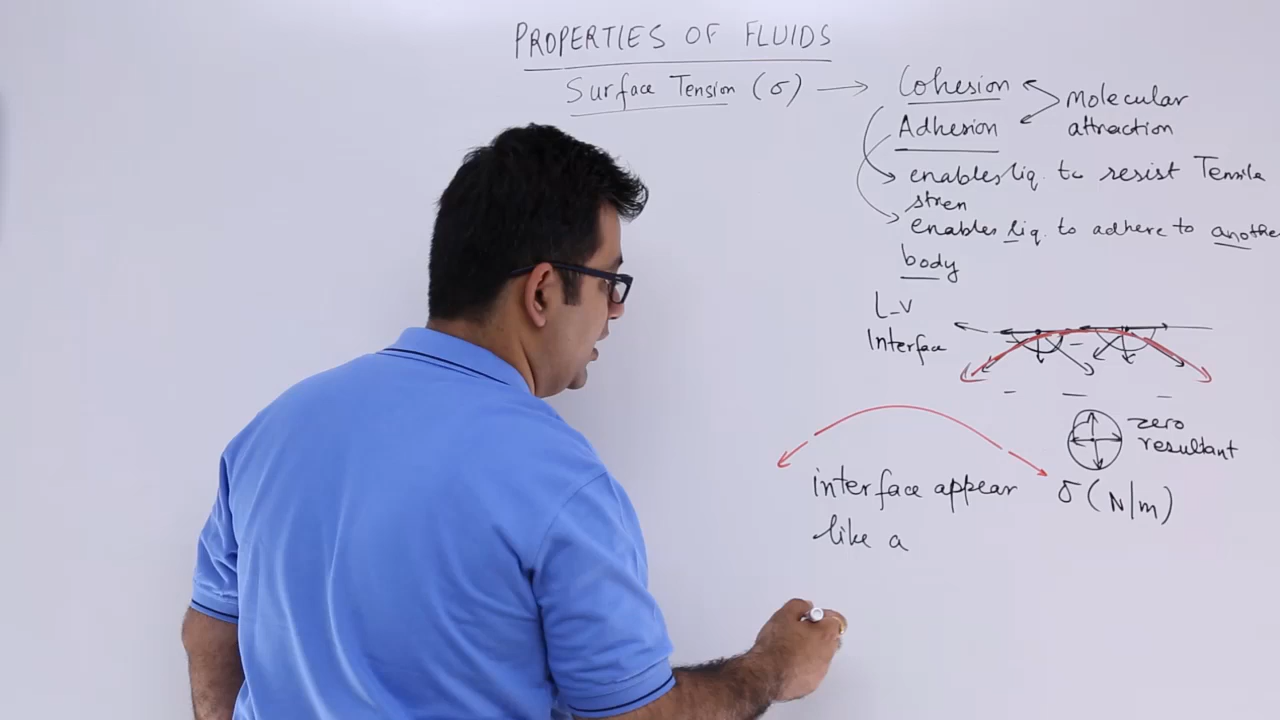 PROPERTIES OF FLUIDS
Surface Tension (σ) → Cohesion
Adhesion
Molecular
attraction
enables liq. to resist Tensile
stren
enables liq. to adhere to another
body
L-V
Interface
zero
resultant
interface appear
like a
σ (N/m)